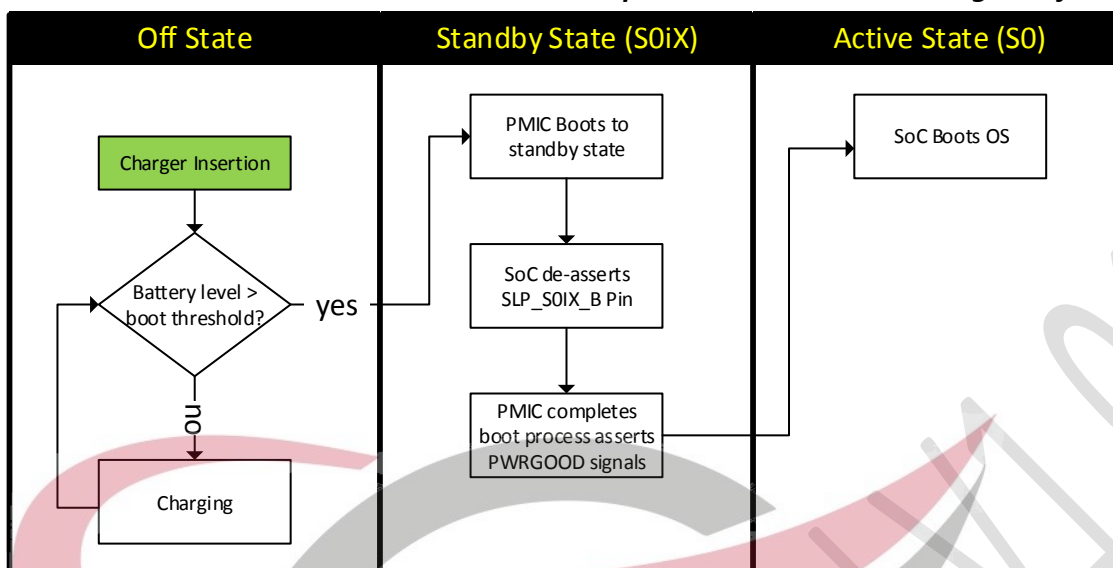 Off State
Standby State (S0iX)
Active State (S0)
Charger Insertion
Battery level >
boot threshold?
yes
no
Charging
PMIC Boots to
standby state
SoC de-asserts
SLP_S0IX_B Pin
PMIC completes
boot process asserts
PWRGOOD signals
SoC Boots OS